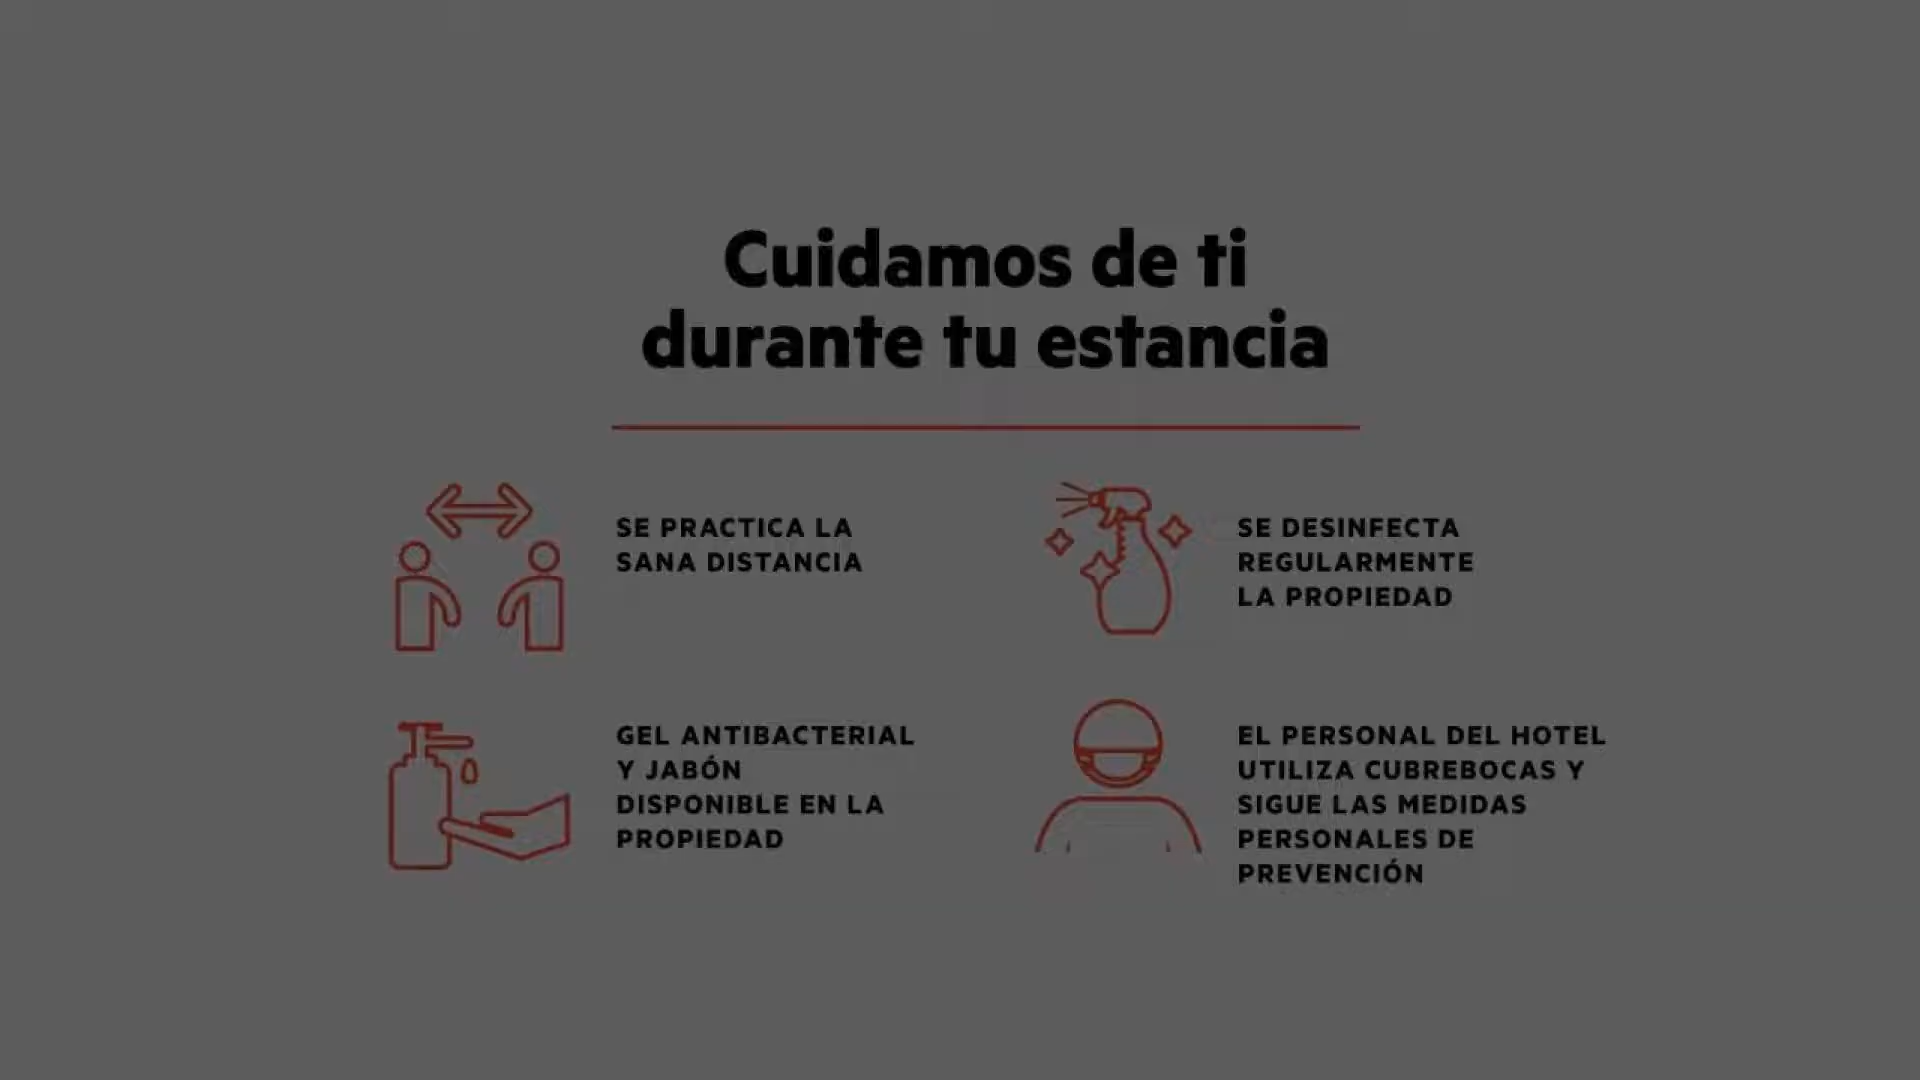 Cuidamos de ti
durante tu estancia
SE PRACTICA LA
SANA DISTANCIA
SE DESINFECTA
REGULARMENTE
LA PROPIEDAD
GEL ANTIBACTERIAL
Y JABÓN
DISPONIBLE EN LA
PROPIEDAD
EL PERSONAL DEL HOTEL
UTILIZA CUBREBOCAS Y
SIGUE LAS MEDIDAS
PERSONALES DE
PREVENCIÓN